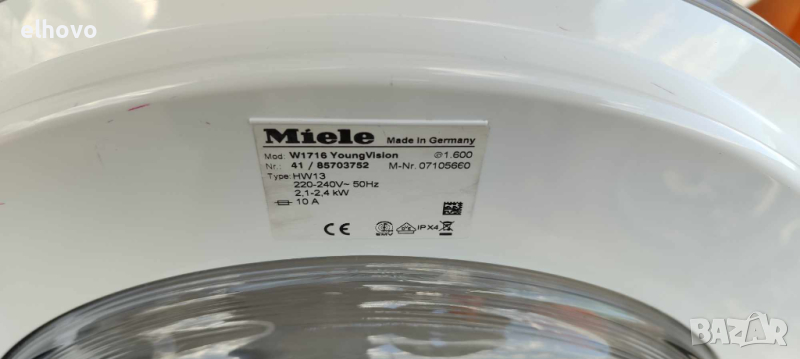 elhovo
Miele Made in Germany
Mod.: W1716 YoungVision ℗1.600
Nr.: 41 / 85703752 M-Nr. 07105660
Type: HW13
220-240V~ 50Hz
2,1-2,4 kW
10 A
CE IPX4
BAZAR